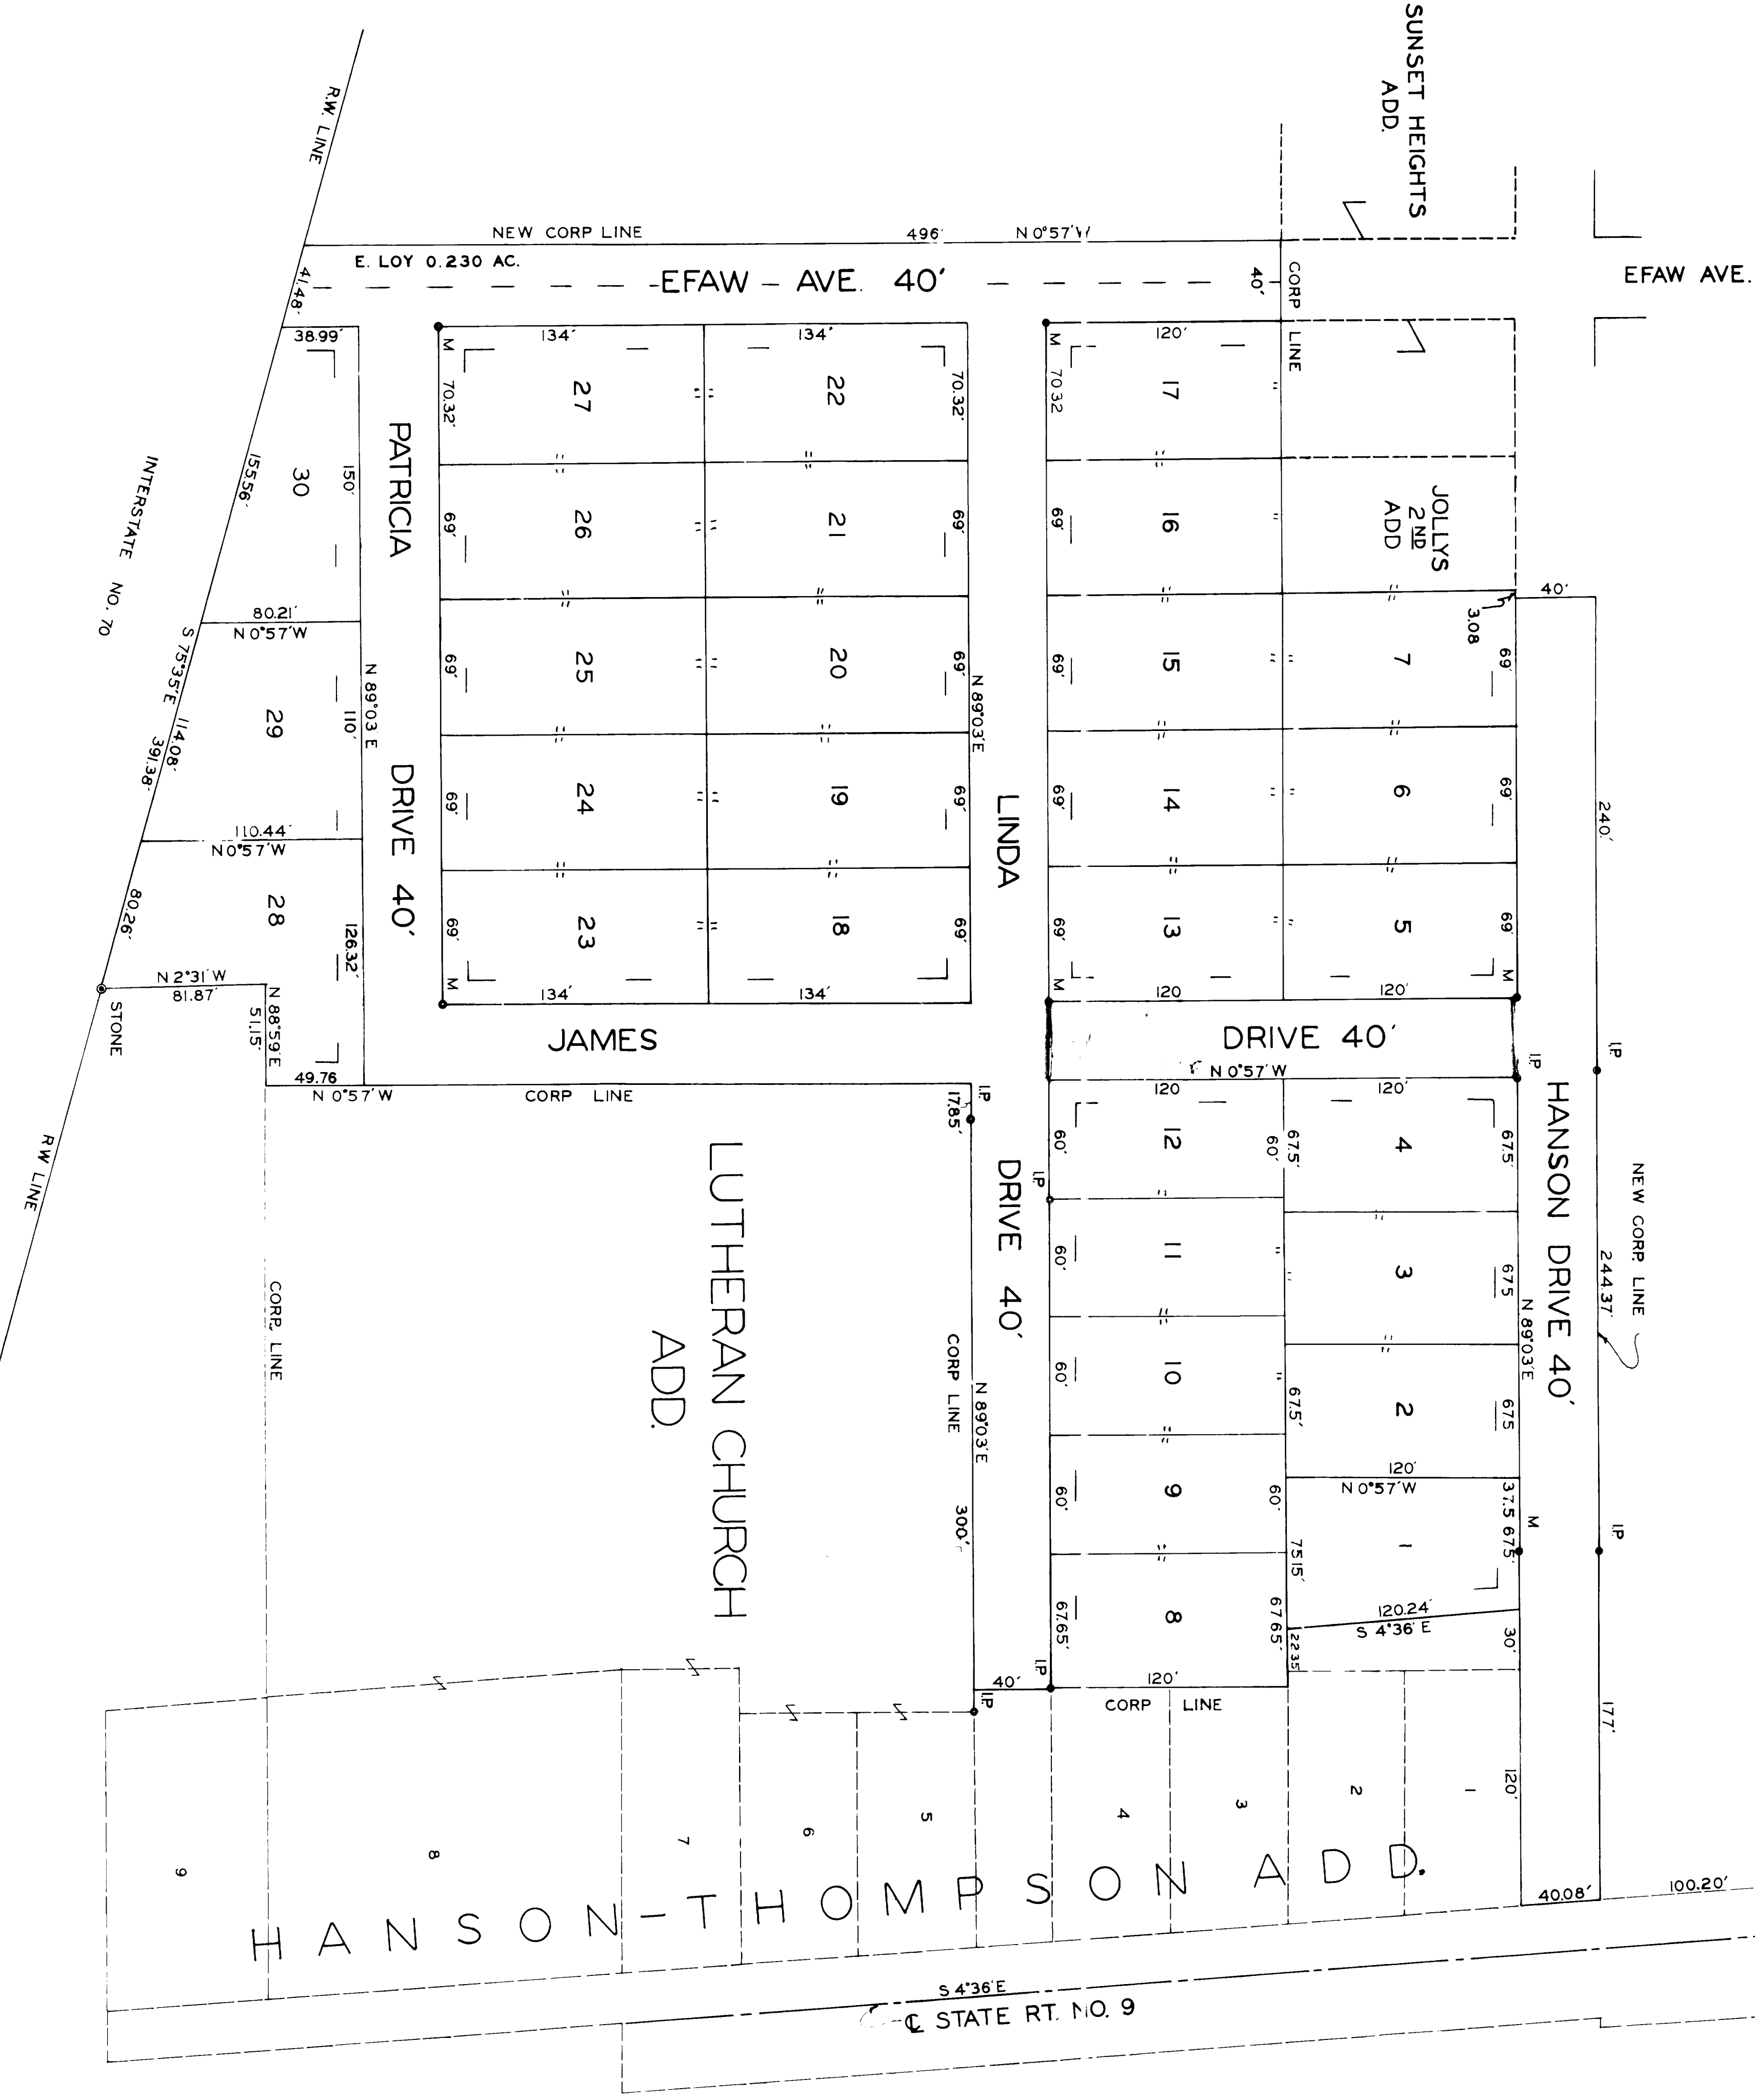 SUNSET HEIGHTS
ADD.
R.W. LINE
NEW CORP LINE
496'
N 0°57'W
E. LOY 0.230 AC.
EFAW - AVE. 40'
40'
CORP LINE
EFAW AVE.
41.48'
38.99'
134'
134'
120'
M
70.32'
27
22
70.32'
M
70.32
17
PATRICIA DRIVE 40'
INTERSTATE NO. 70
155.56'
30
150'
69'
26
21
69'
69'
16
JOLLYS
2ND
ADD
40'
3.08
80.21'
N 0°57'W
S 75°35'E 114.08'
391.38'
29
110'
N 89°03 E
69'
25
20
69'
N 89°03'E
69'
15
7
69'
240'
110.44'
N 0°57'W
69'
24
19
69'
LINDA DRIVE 40'
69'
14
6
69'
80.26'
28
126.32'
69'
23
18
69'
69'
13
5
69'
M
134'
134'
M
120
120'
M
N 2°31'W
81.87'
STONE
N 88°59'E
51.15'
49.76
N 0°57'W
CORP LINE
JAMES DRIVE 40'
N 0°57'W
I.P.
I.P.
HANSON DRIVE 40'
I.P.
17.85'
120
120'
60'
12
60'
67.5'
4
67.5'
I.P.
NEW CORP. LINE
244.37'
RW LINE
LUTHERAN CHURCH
ADD.
60'
11
3
67.5
N 89°03'E
CORP. LINE
CORP LINE
N 89°03'E
300'
60'
10
67.5'
2
67.5
120'
N 0°57'W
60'
9
60'
37.5
67.5'
M
I.P.
75.15'
1
67.65'
8
67.65'
22.35'
120.24'
S 4°36'E
30'
I.P.
40'
I.P.
120'
CORP LINE
177'
120'
9
8
7
6
5
4
3
2
1
HANSON-THOMPSON ADD.
40.08'
100.20'
S 4°36'E
℄ STATE RT. NO. 9